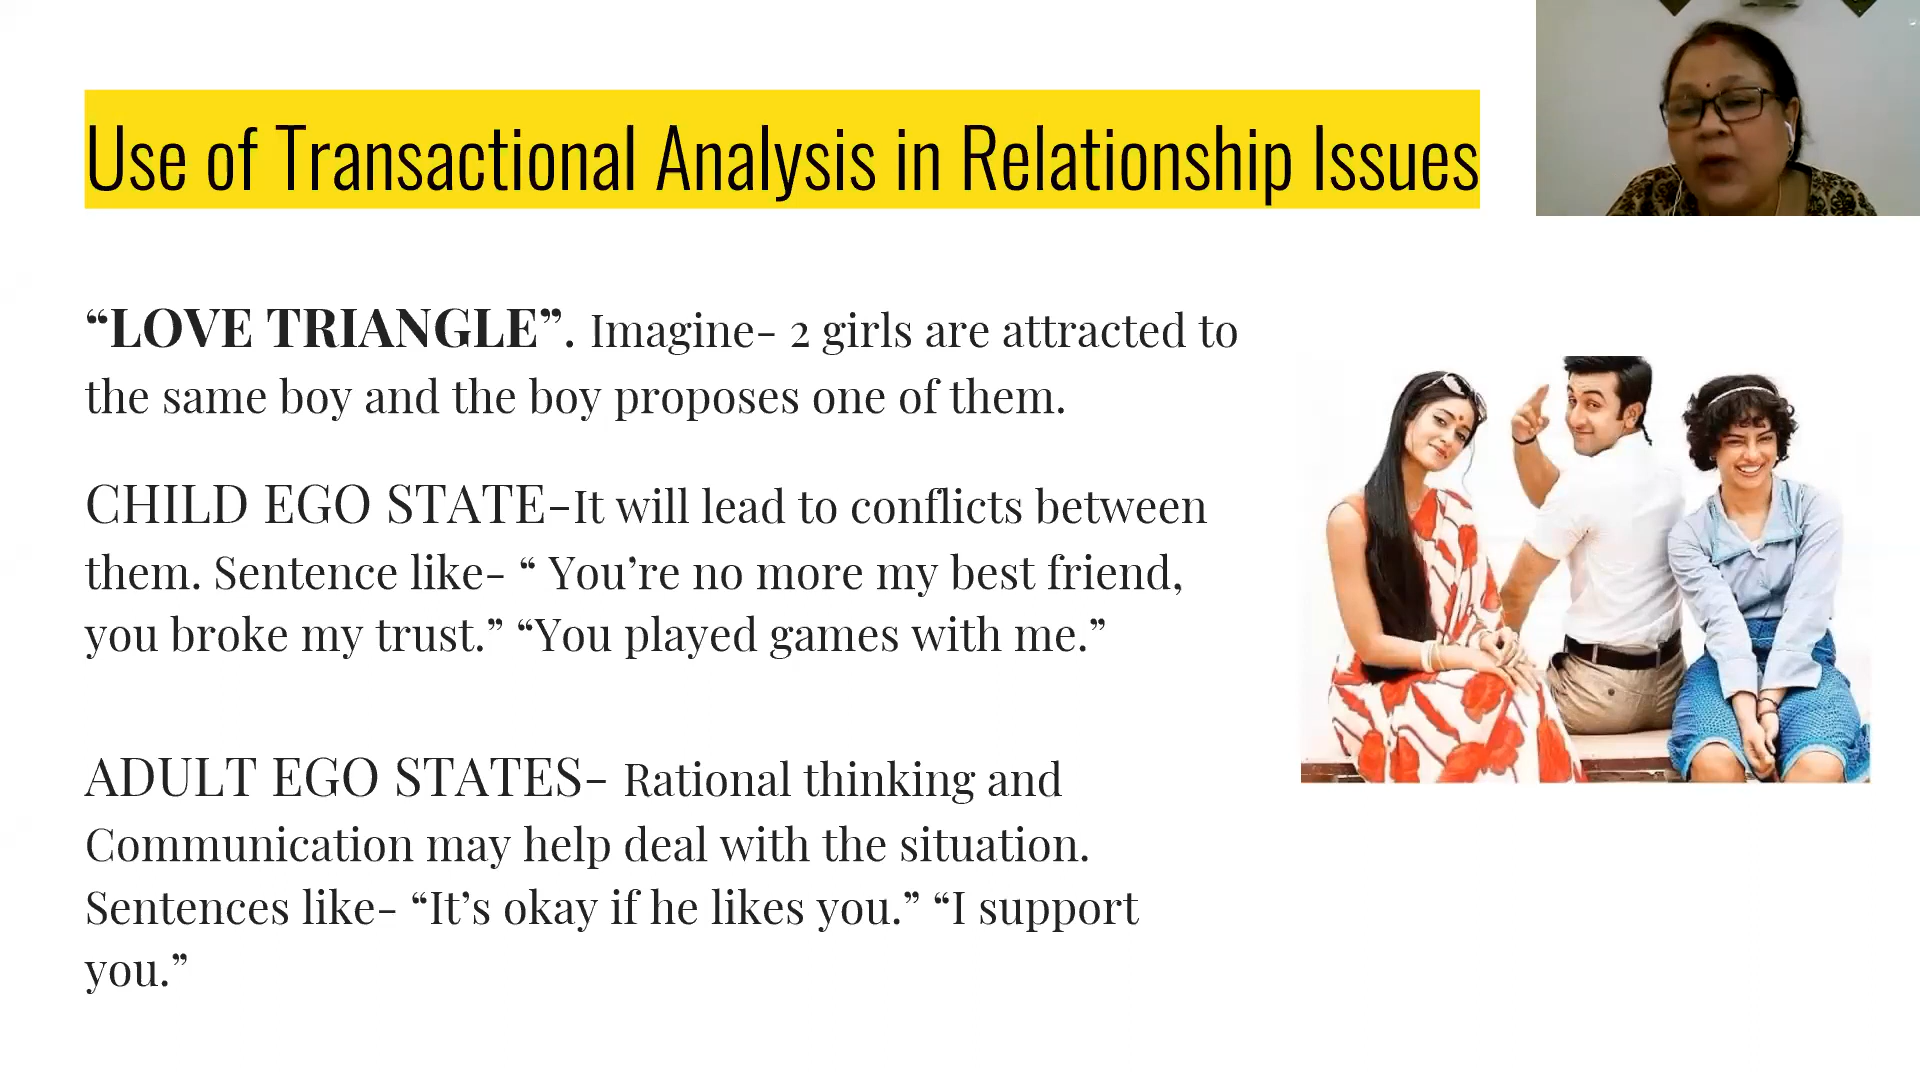 Use of Transactional Analysis in Relationship Issues
“LOVE TRIANGLE”. Imagine- 2 girls are attracted to
the same boy and the boy proposes one of them.
CHILD EGO STATE-It will lead to conflicts between
them. Sentence like- “ You’re no more my best friend,
you broke my trust.” “You played games with me.”
ADULT EGO STATES- Rational thinking and
Communication may help deal with the situation.
Sentences like- “It’s okay if he likes you.” “I support
you.”